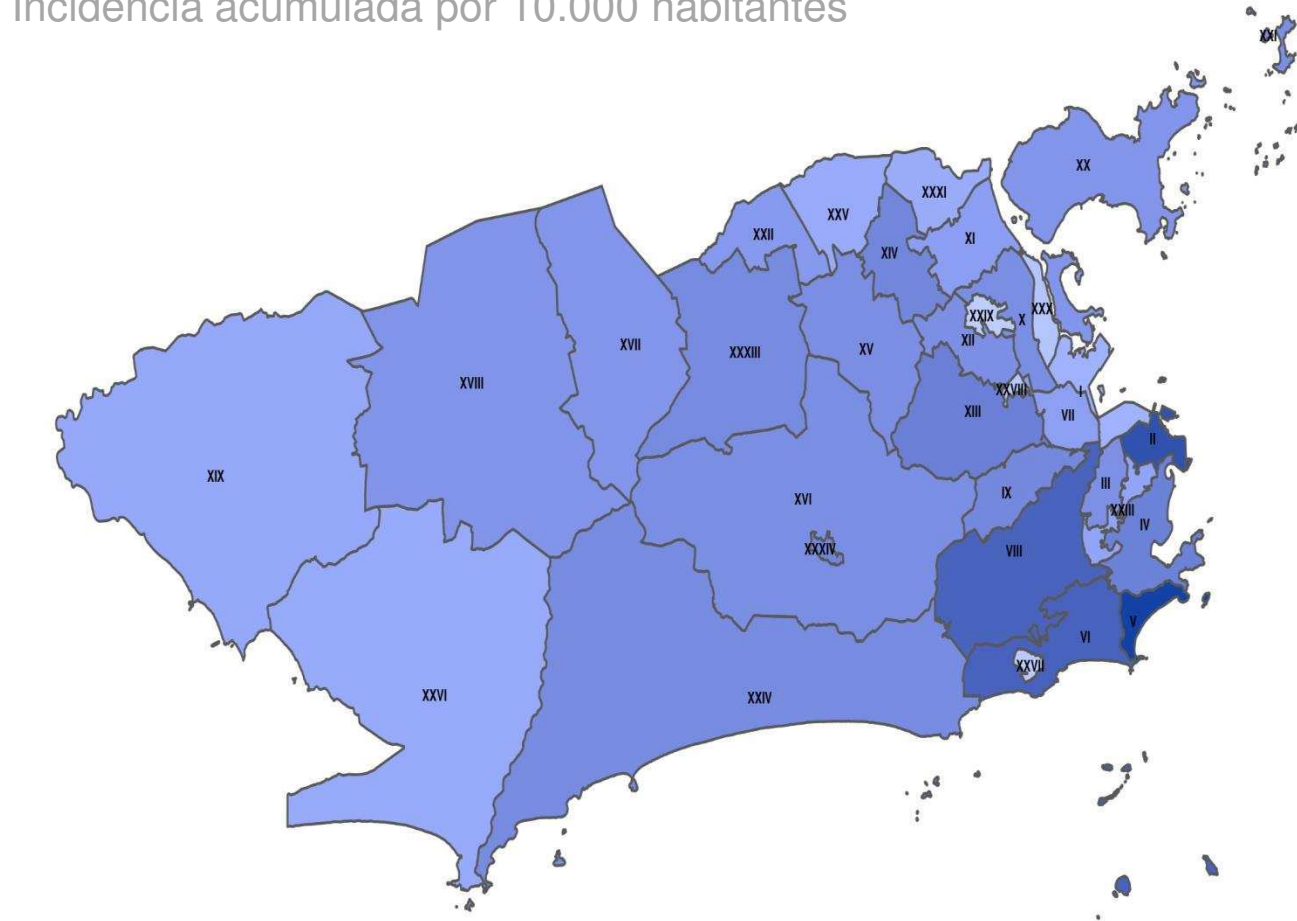 Incidência acumulada por 10.000 habitantes
XXI
XX
XXXI
XXV
XXII
XI
XIV
XXX
XXIX
X
XII
XVII
XXXIII
XV
XVIII
XXVIII
I
XIII
VII
II
XIX
III
IX
XVI
XXIII
IV
XXXIV
VIII
V
VI
XXVII
XXVI
XXIV